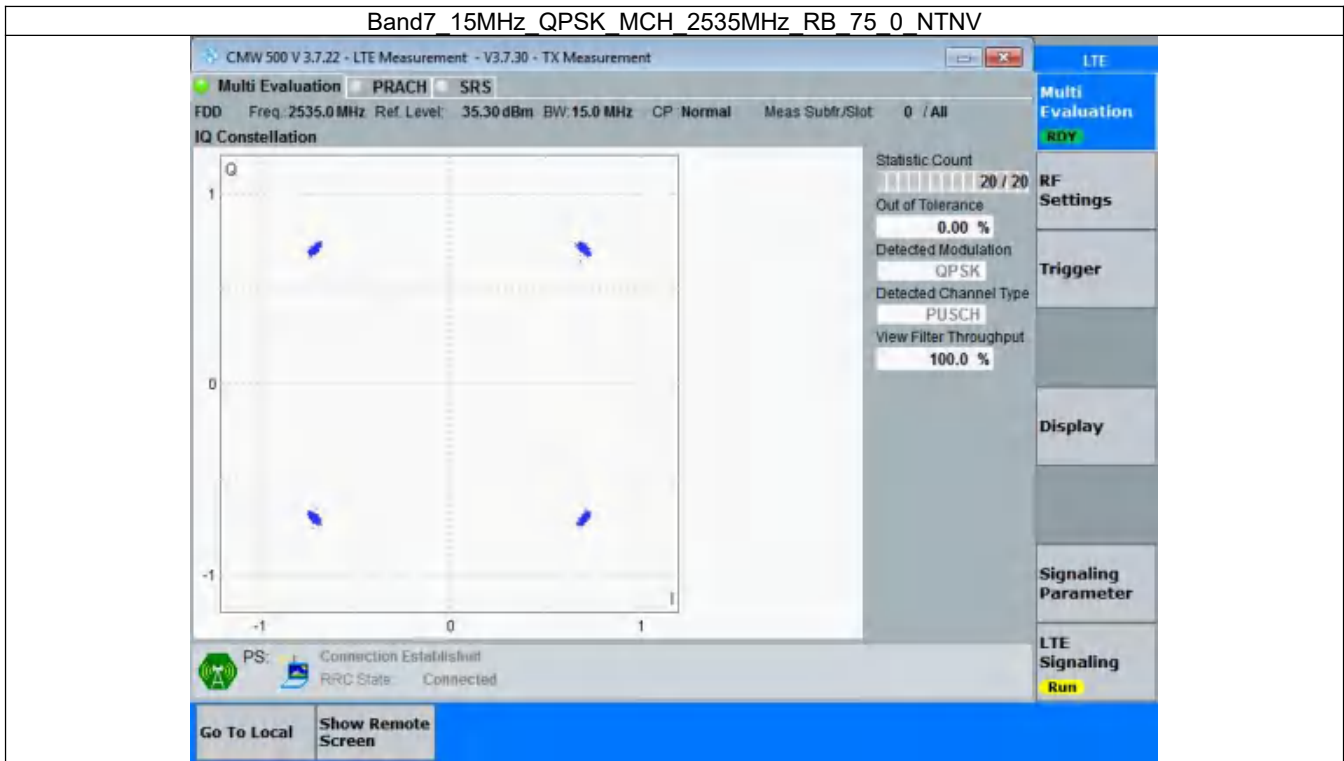 Band7_15MHz_QPSK_MCH_2535MHz_RB_75_0_NTNV
CMW 500 V 3.7.22 - LTE Measurement - V3.7.30 - TX Measurement
LTE
Multi Evaluation PRACH SRS
Multi
Evaluation
RDY
FDD Freq.:2535.0 MHz Ref. Level: 35.30 dBm BW:15.0 MHz CP:Normal Meas Subfr./Slot: 0 / All
IQ Constellation
Q
1
0
-1
I
-1 0 1
Statistic Count
20 / 20
Out of Tolerance
0.00 %
Detected Modulation
QPSK
Detected Channel Type
PUSCH
View Filter Throughput
100.0 %
RF
Settings
Trigger
Display
Signaling
Parameter
LTE
Signaling
Run
PS: Connection Established
RRC State: Connected
Go To Local
Show Remote
Screen